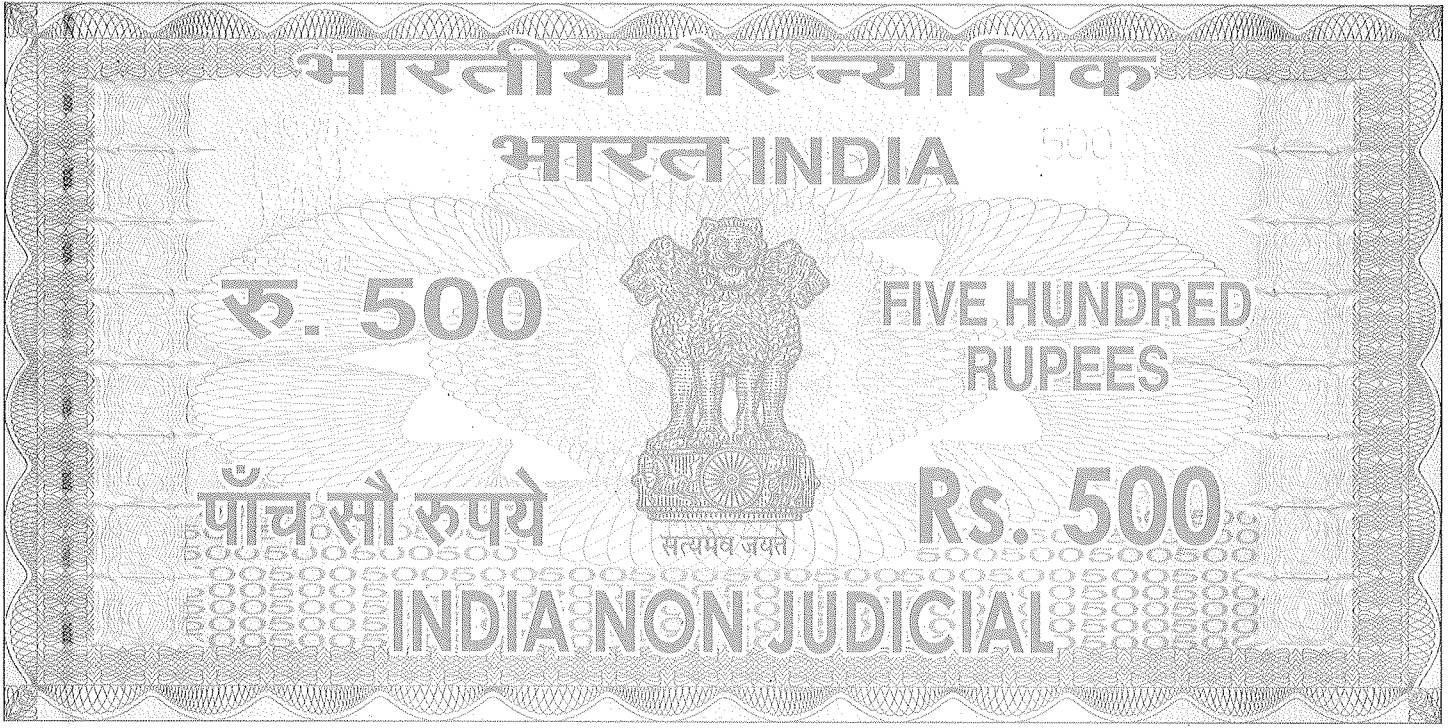 भारतीय गैर न्यायिक
भारत INDIA
500
रु. 500
FIVE HUNDRED
RUPEES
पाँच सौ रुपये
Rs. 500
सत्यमेव जयते
INDIA NON JUDICIAL